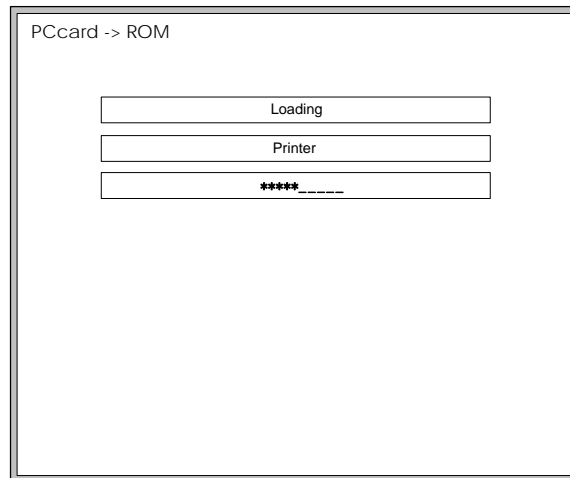 PCcard -> ROM
Loading
Printer
*****_____